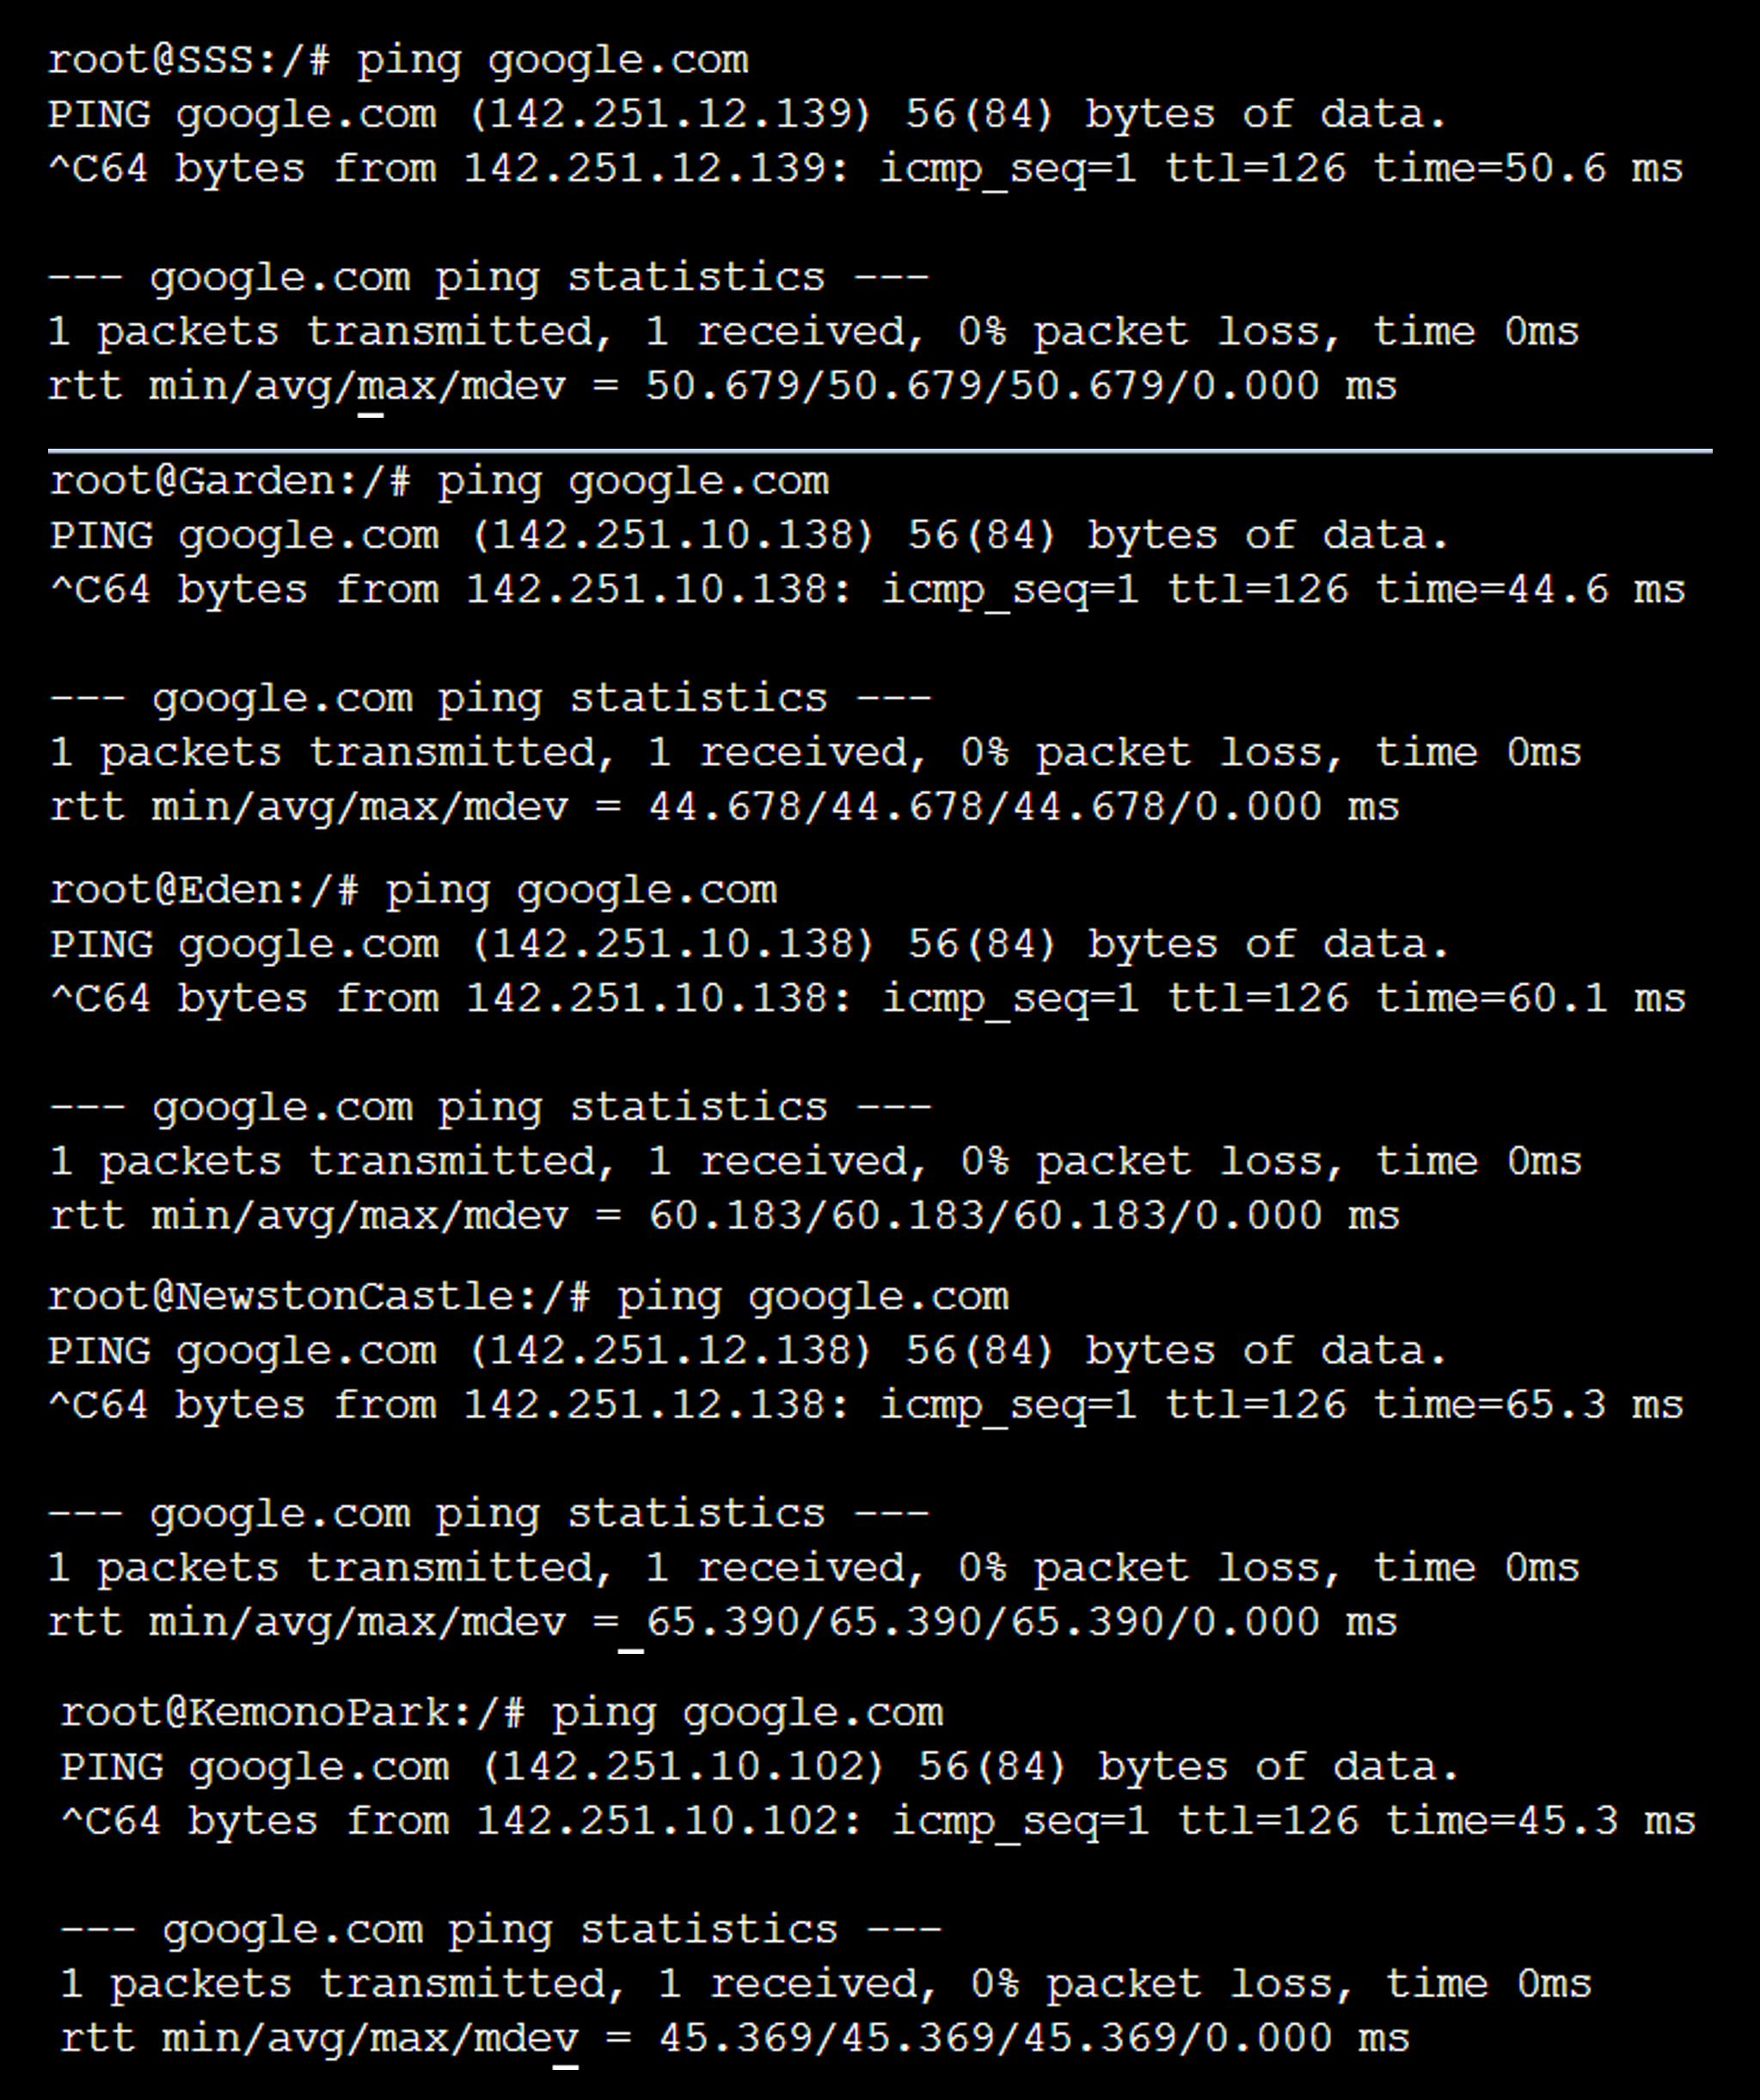 root@SSS:/# ping google.com
PING google.com (142.251.12.139) 56(84) bytes of data.
^C64 bytes from 142.251.12.139: icmp_seq=1 ttl=126 time=50.6 ms
--- google.com ping statistics ---
1 packets transmitted, 1 received, 0% packet loss, time 0ms
rtt min/avg/max/mdev = 50.679/50.679/50.679/0.000 ms
root@Garden:/# ping google.com
PING google.com (142.251.10.138) 56(84) bytes of data.
^C64 bytes from 142.251.10.138: icmp_seq=1 ttl=126 time=44.6 ms
--- google.com ping statistics ---
1 packets transmitted, 1 received, 0% packet loss, time 0ms
rtt min/avg/max/mdev = 44.678/44.678/44.678/0.000 ms
root@Eden:/# ping google.com
PING google.com (142.251.10.138) 56(84) bytes of data.
^C64 bytes from 142.251.10.138: icmp_seq=1 ttl=126 time=60.1 ms
--- google.com ping statistics ---
1 packets transmitted, 1 received, 0% packet loss, time 0ms
rtt min/avg/max/mdev = 60.183/60.183/60.183/0.000 ms
root@NewstonCastle:/# ping google.com
PING google.com (142.251.12.138) 56(84) bytes of data.
^C64 bytes from 142.251.12.138: icmp_seq=1 ttl=126 time=65.3 ms
--- google.com ping statistics ---
1 packets transmitted, 1 received, 0% packet loss, time 0ms
rtt min/avg/max/mdev = 65.390/65.390/65.390/0.000 ms
root@KemonoPark:/# ping google.com
PING google.com (142.251.10.102) 56(84) bytes of data.
^C64 bytes from 142.251.10.102: icmp_seq=1 ttl=126 time=45.3 ms
--- google.com ping statistics ---
1 packets transmitted, 1 received, 0% packet loss, time 0ms
rtt min/avg/max/mdev = 45.369/45.369/45.369/0.000 ms